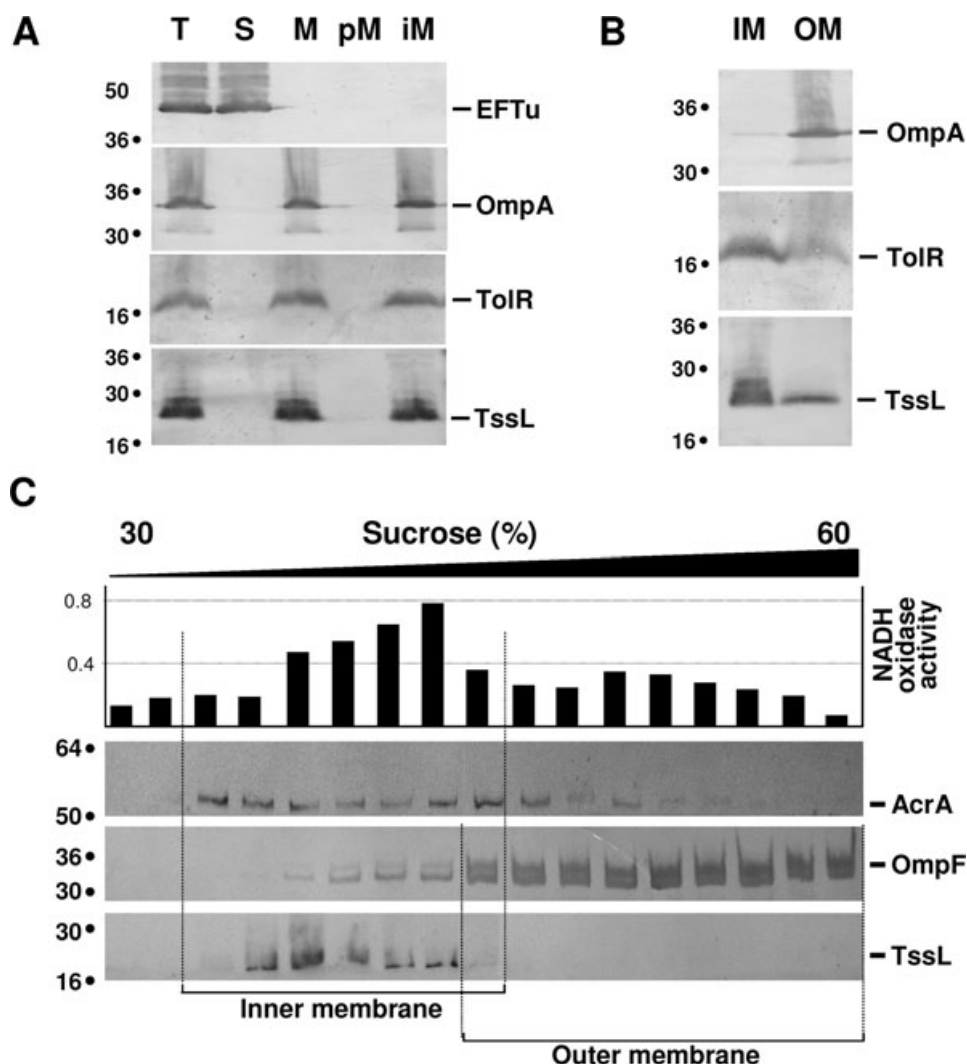 A
T S M pM iM
50
36•
EFTu
36•
30•
OmpA
16•
TolR
36•
30•
16•
TssL
B
IM OM
36•
30•
OmpA
16•
TolR
36•
30•
16•
TssL
C
30 Sucrose (%) 60
0.8
0.4
NADH
oxidase
activity
64•
50•
AcrA
36•
30•
OmpF
30•
16•
TssL
Inner membrane
Outer membrane